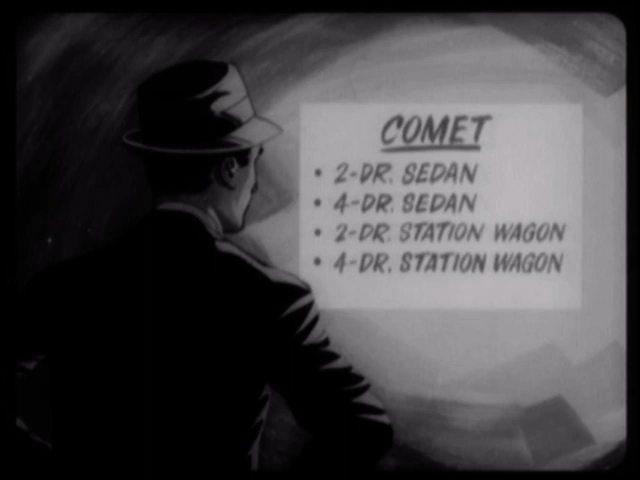 COMET
• 2-DR. SEDAN
• 4-DR. SEDAN
• 2-DR. STATION WAGON
• 4-DR. STATION WAGON